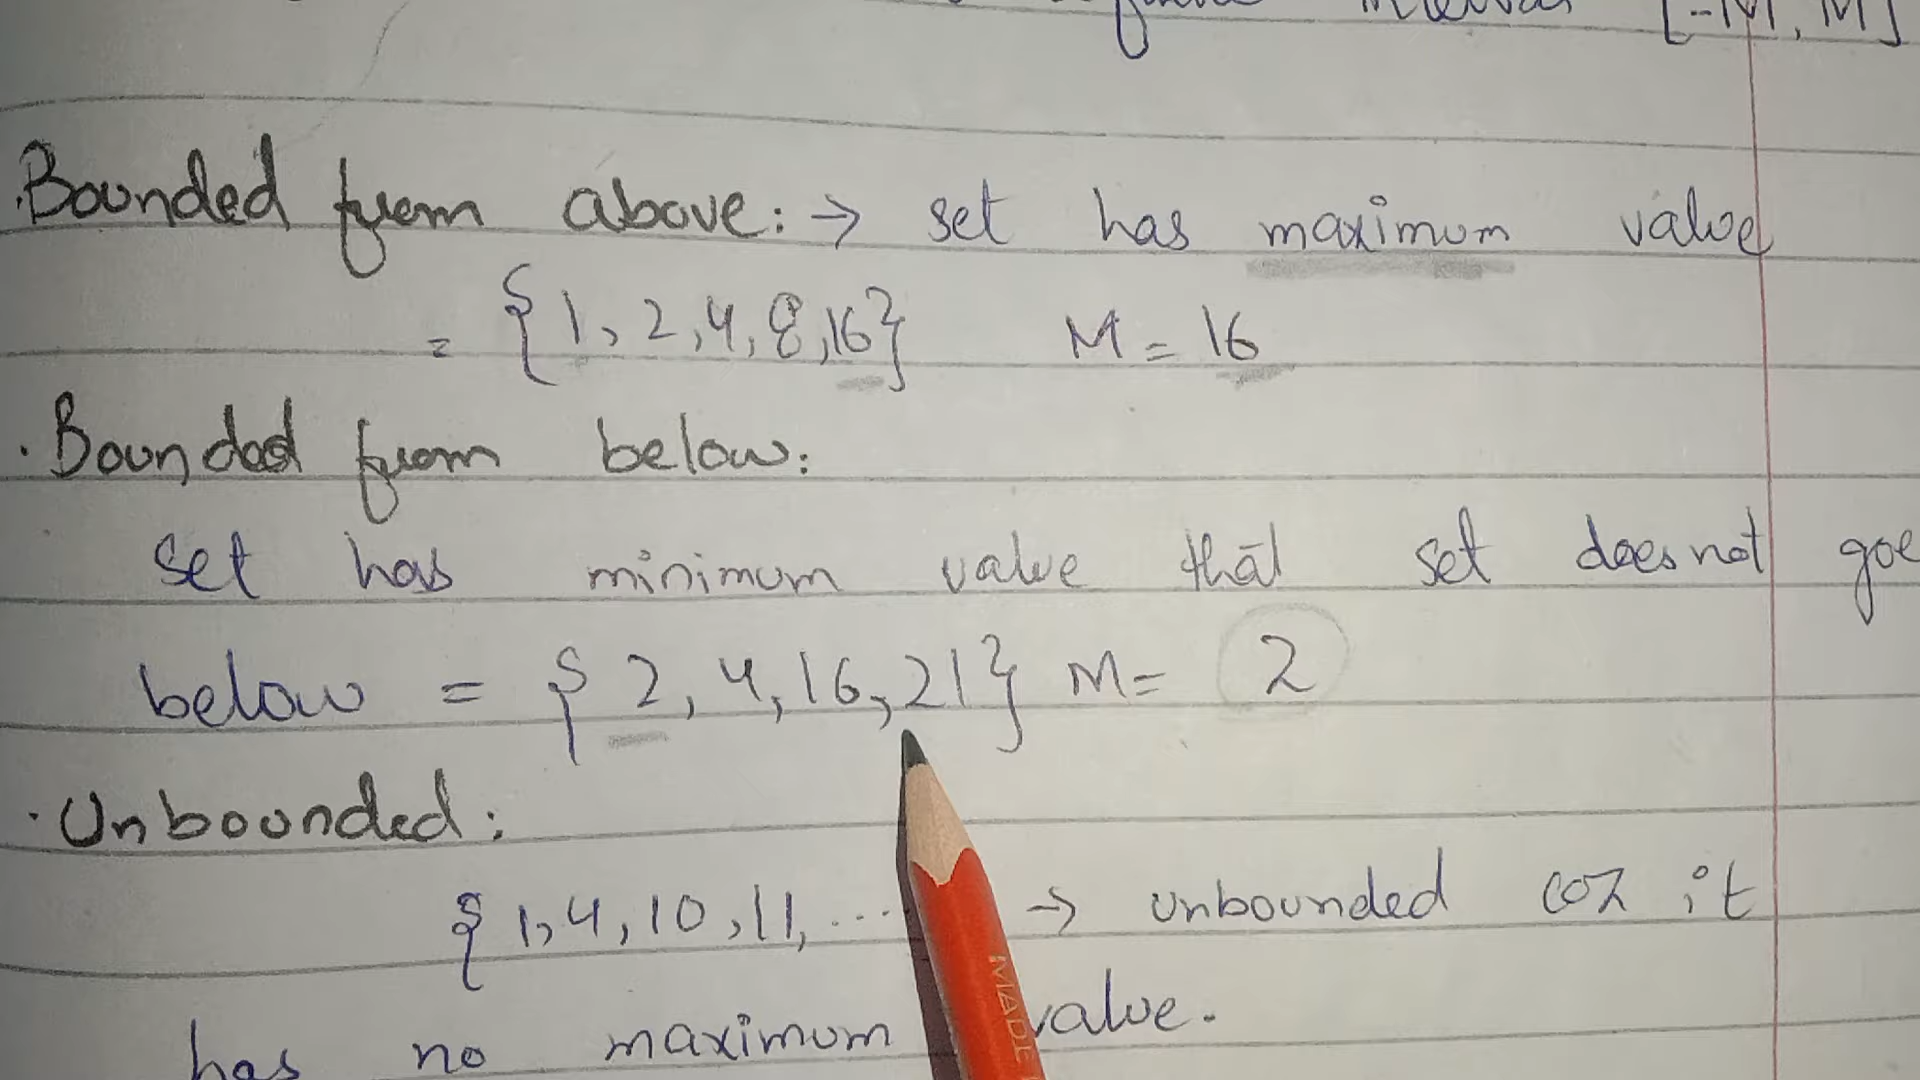 interval [-M, M]
Bounded from above: → set has maximum value
= {1, 2, 4, 8, 16} M = 16
· Bounded from below:
set has minimum value that set does not goe
below = { 2, 4, 16, 21} M = 2
· Unbounded:
{ 1, 4, 10, 11, ... → unbounded coz it
has no maximum value.
MADE